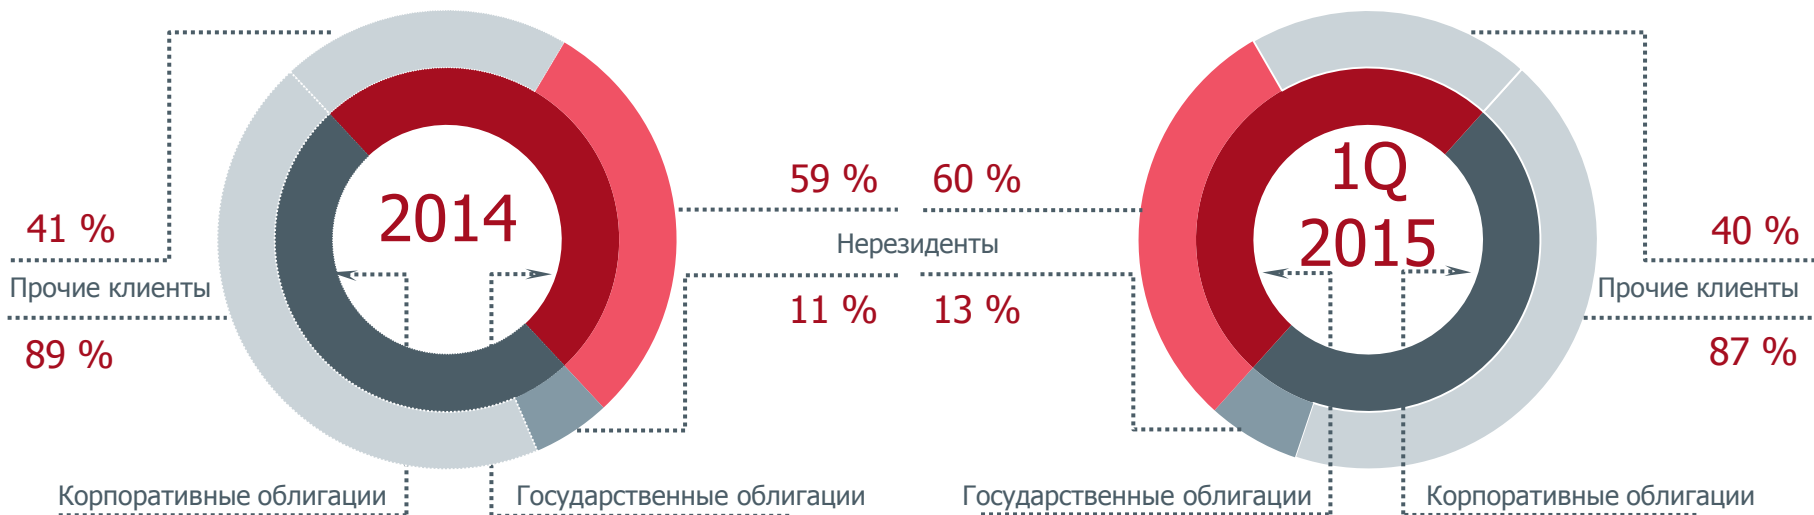 59 %
60 %
1Q
2014
2015
41 %
40 %
Нерезиденты
Прочие клиенты
Прочие клиенты
11 %
13 %
89 %
87 %
Корпоративные облигации
Государственные облигации
Государственные облигации
Корпоративные облигации